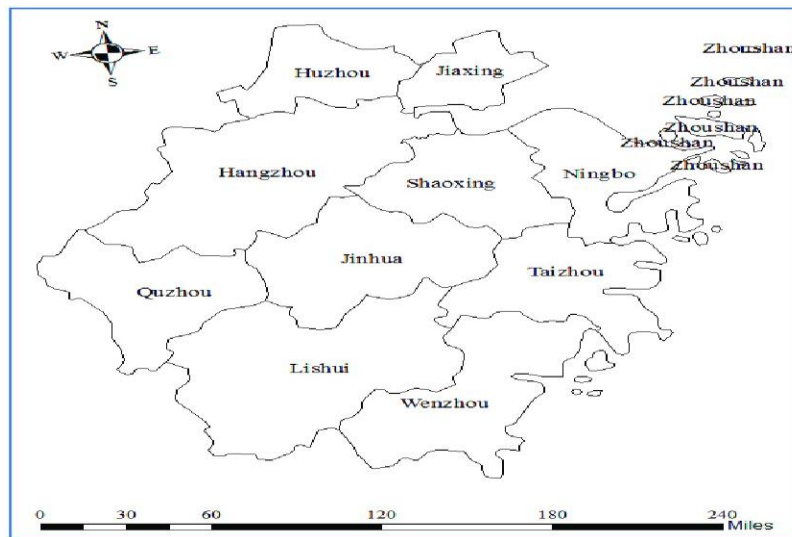 N
W E
S
Huzhou
Jiaxing
Zhoushan
Zhoushan
Zhoushan
Zhoushan
Zhoushan
Zhoushan
Hangzhou
Shaoxing
Ningbo
Jinhua
Taizhou
Quzhou
Lishui
Wenzhou
0 30 60 120 180 240
Miles